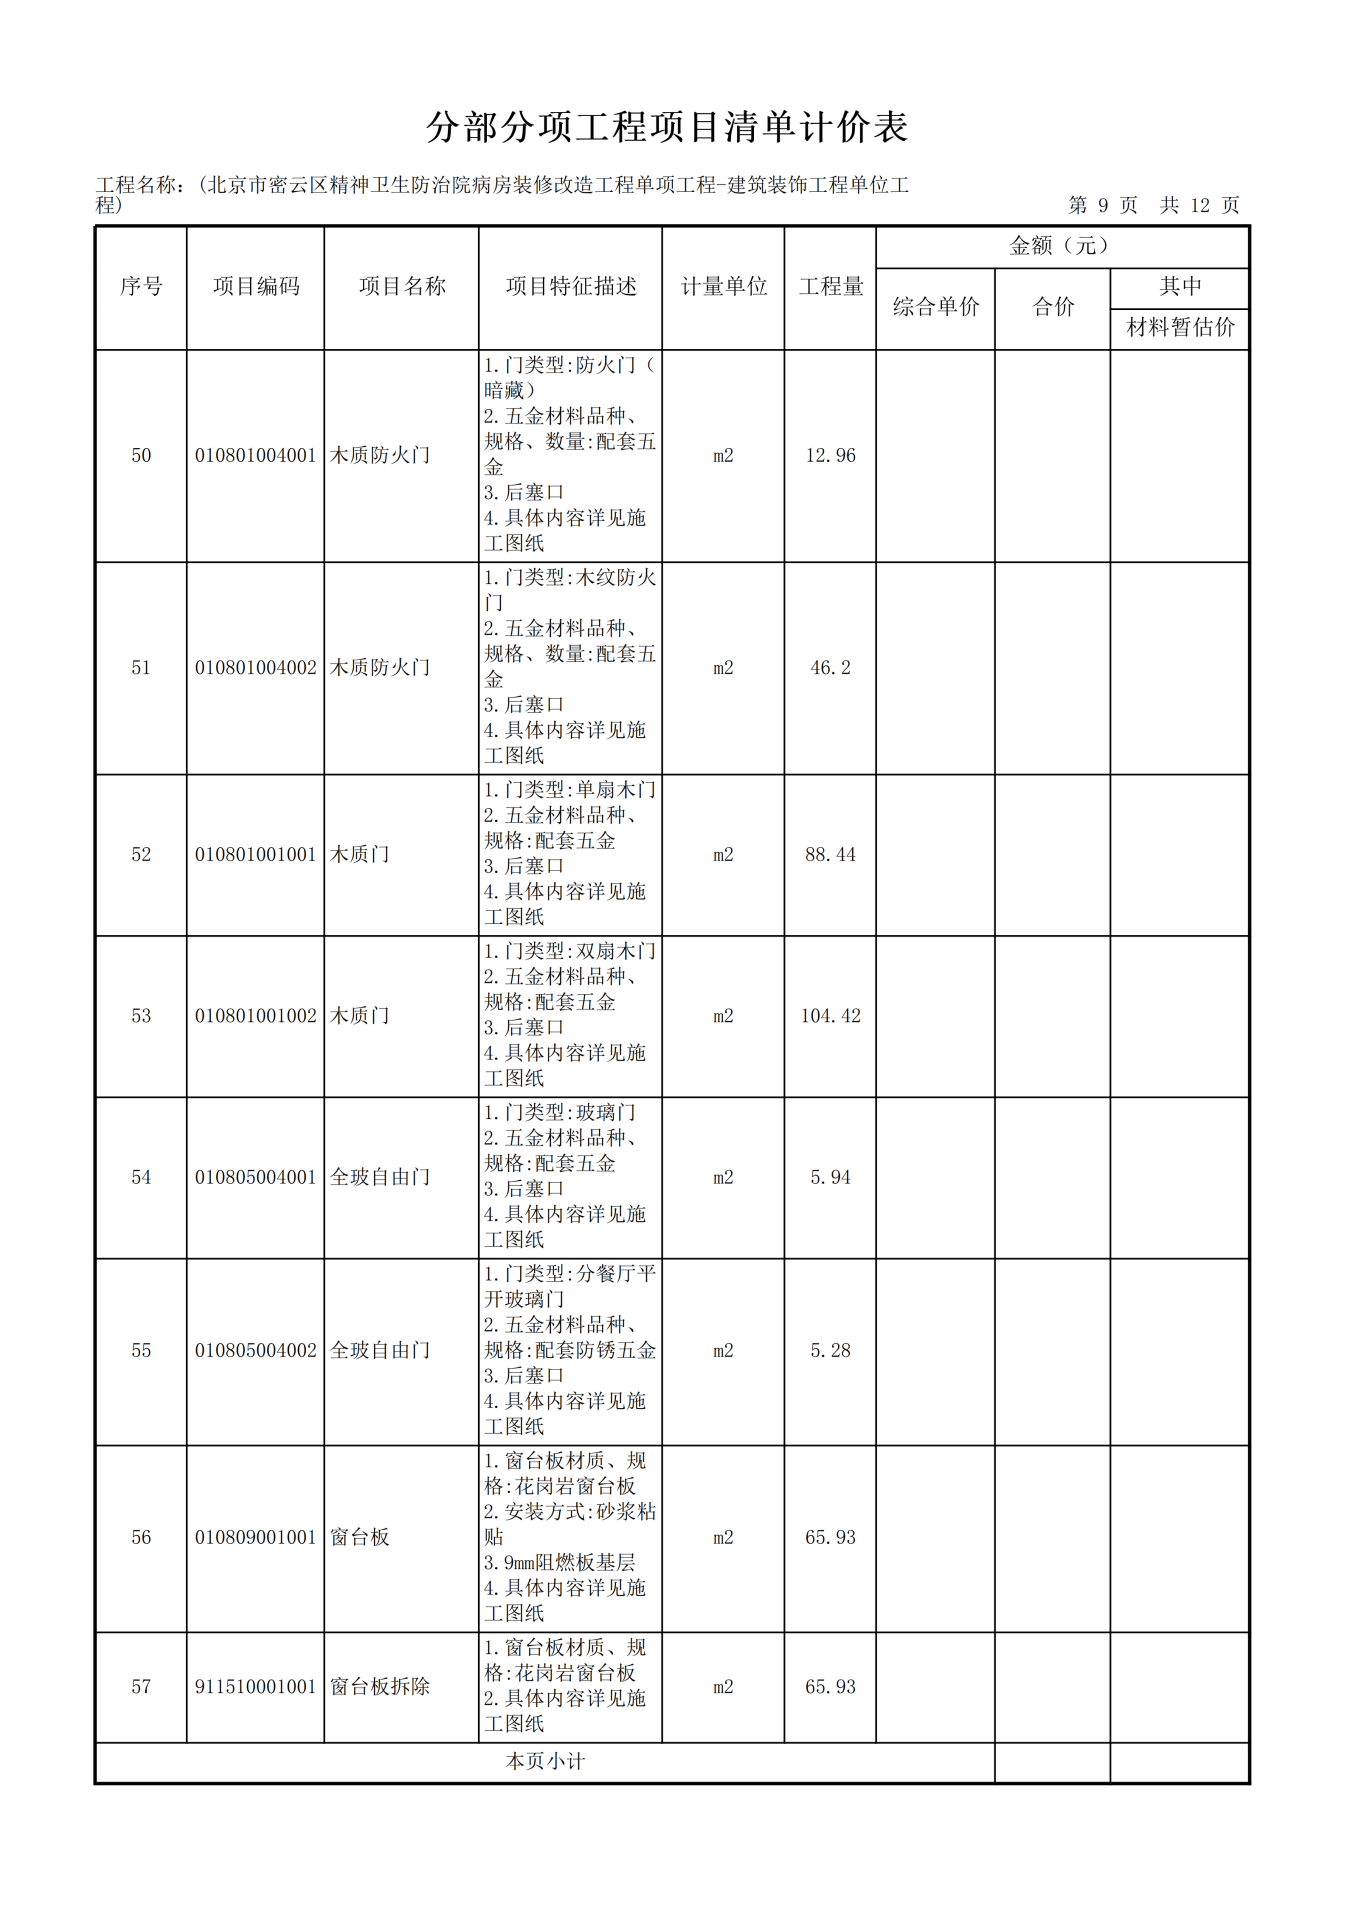 分部分项工程项目清单计价表
工程名称：(北京市密云区精神卫生防治院病房装修改造工程单项工程-建筑装饰工程单位工
程)
第 9 页 共 12 页
序号 项目编码 项目名称 项目特征描述 计量单位 工程量 金额（元）
综合单价 合价 其中
材料暂估价
50 010801004001 木质防火门 1.门类型:防火门（
暗藏）
2.五金材料品种、
规格、数量:配套五
金
3.后塞口
4.具体内容详见施
工图纸
m2 12.96
51 010801004002 木质防火门 1.门类型:木纹防火
门
2.五金材料品种、
规格、数量:配套五
金
3.后塞口
4.具体内容详见施
工图纸
m2 46.2
52 010801001001 木质门 1.门类型:单扇木门
2.五金材料品种、
规格:配套五金
3.后塞口
4.具体内容详见施
工图纸
m2 88.44
53 010801001002 木质门 1.门类型:双扇木门
2.五金材料品种、
规格:配套五金
3.后塞口
4.具体内容详见施
工图纸
m2 104.42
54 010805004001 全玻自由门 1.门类型:玻璃门
2.五金材料品种、
规格:配套五金
3.后塞口
4.具体内容详见施
工图纸
m2 5.94
55 010805004002 全玻自由门 1.门类型:分餐厅平
开玻璃门
2.五金材料品种、
规格:配套防锈五金
3.后塞口
4.具体内容详见施
工图纸
m2 5.28
56 010809001001 窗台板 1.窗台板材质、规
格:花岗岩窗台板
2.安装方式:砂浆粘
贴
3.9mm阻燃板基层
4.具体内容详见施
工图纸
m2 65.93
57 911510001001 窗台板拆除 1.窗台板材质、规
格:花岗岩窗台板
2.具体内容详见施
工图纸
m2 65.93
本页小计